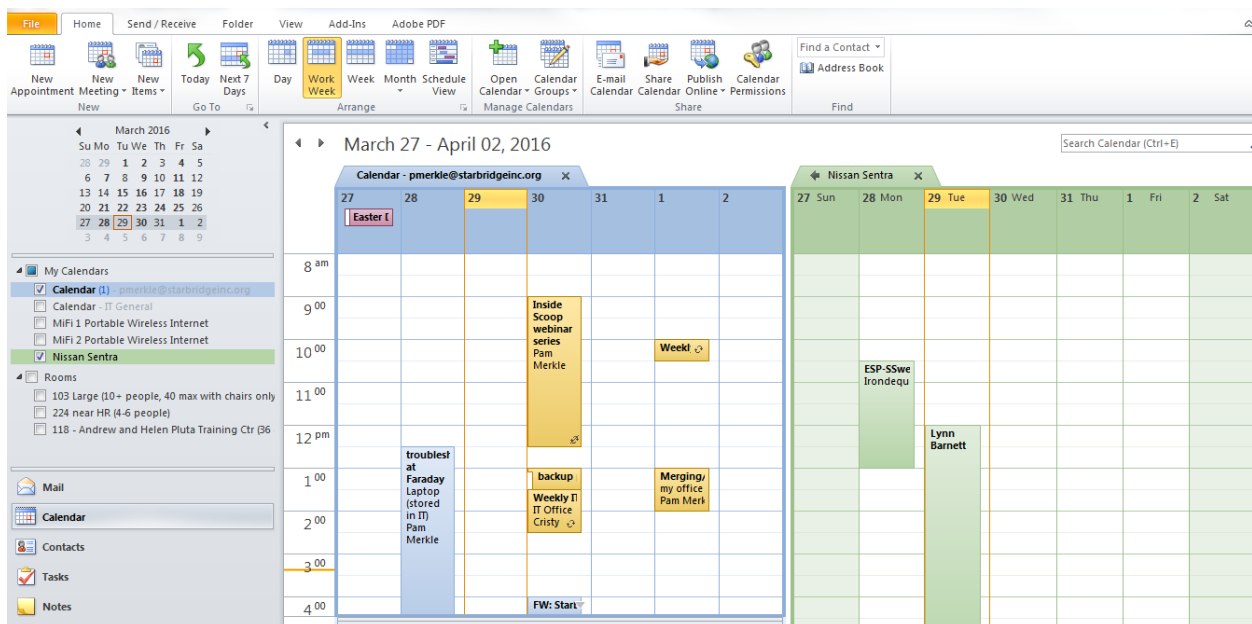 File Home Send / Receive Folder View Add-Ins Adobe PDF
New Appointment New Meeting New Items Today Next 7 Days Day Work Week Week Month Schedule View Open Calendar Calendar Groups E-mail Calendar Share Calendar Publish Online Calendar Permissions Find a Contact
Address Book
New Go To Arrange Manage Calendars Share Find
March 2016
Su Mo Tu We Th Fr Sa
28 29 1 2 3 4 5
6 7 8 9 10 11 12
13 14 15 16 17 18 19
20 21 22 23 24 25 26
27 28 29 30 31 1 2
3 4 5 6 7 8 9
My Calendars
Calendar (1) - pmerkle@starbridgeinc.org
Calendar - IT General
MiFi 1 Portable Wireless Internet
MiFi 2 Portable Wireless Internet
Nissan Sentra
Rooms
103 Large (10+ people, 40 max with chairs only
224 near HR (4-6 people)
118 - Andrew and Helen Pluta Training Ctr (36
Mail
Calendar
Contacts
Tasks
Notes
March 27 - April 02, 2016
Search Calendar (Ctrl+E)
Calendar - pmerkle@starbridgeinc.org
27 28 29 30 31 1 2
Easter
8 am
9 00
10 00
11 00
12 pm
1 00
2 00
3 00
4 00
troublesh
at
Faraday
Laptop
(stored
in IT)
Pam
Merkle
Inside
Scoop
webinar
series
Pam
Merkle
backup
Weekly IT
IT Office
Cristy
FW: Start
Weekl
Merging/
my office
Pam Merk
Nissan Sentra
27 Sun 28 Mon 29 Tue 30 Wed 31 Thu 1 Fri 2 Sat
ESP-SSwe
Irondequ
Lynn
Barnett